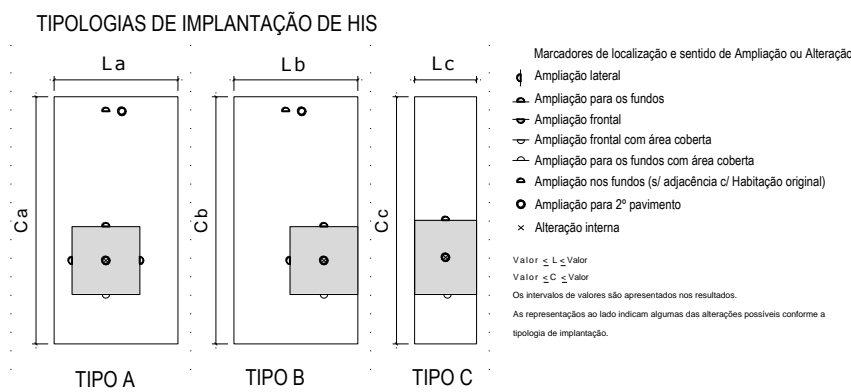 TIPOLOGIAS DE IMPLANTAÇÃO DE HIS
La
Lb
Lc
Ca
Cb
Cc
TIPO A
TIPO B
TIPO C
Marcadores de localização e sentido de Ampliação ou Alteração
Ampliação lateral
Ampliação para os fundos
Ampliação frontal
Ampliação frontal com área coberta
Ampliação para os fundos com área coberta
Ampliação nos fundos (s/ adjacência c/ Habitação original)
Ampliação para 2º pavimento
Alteração interna
Valor ≤ L ≤ Valor
Valor ≤ C ≤ Valor
Os intervalos de valores são apresentados nos resultados.
As representações ao lado indicam algumas das alterações possíveis conforme a
tipologia de implantação.